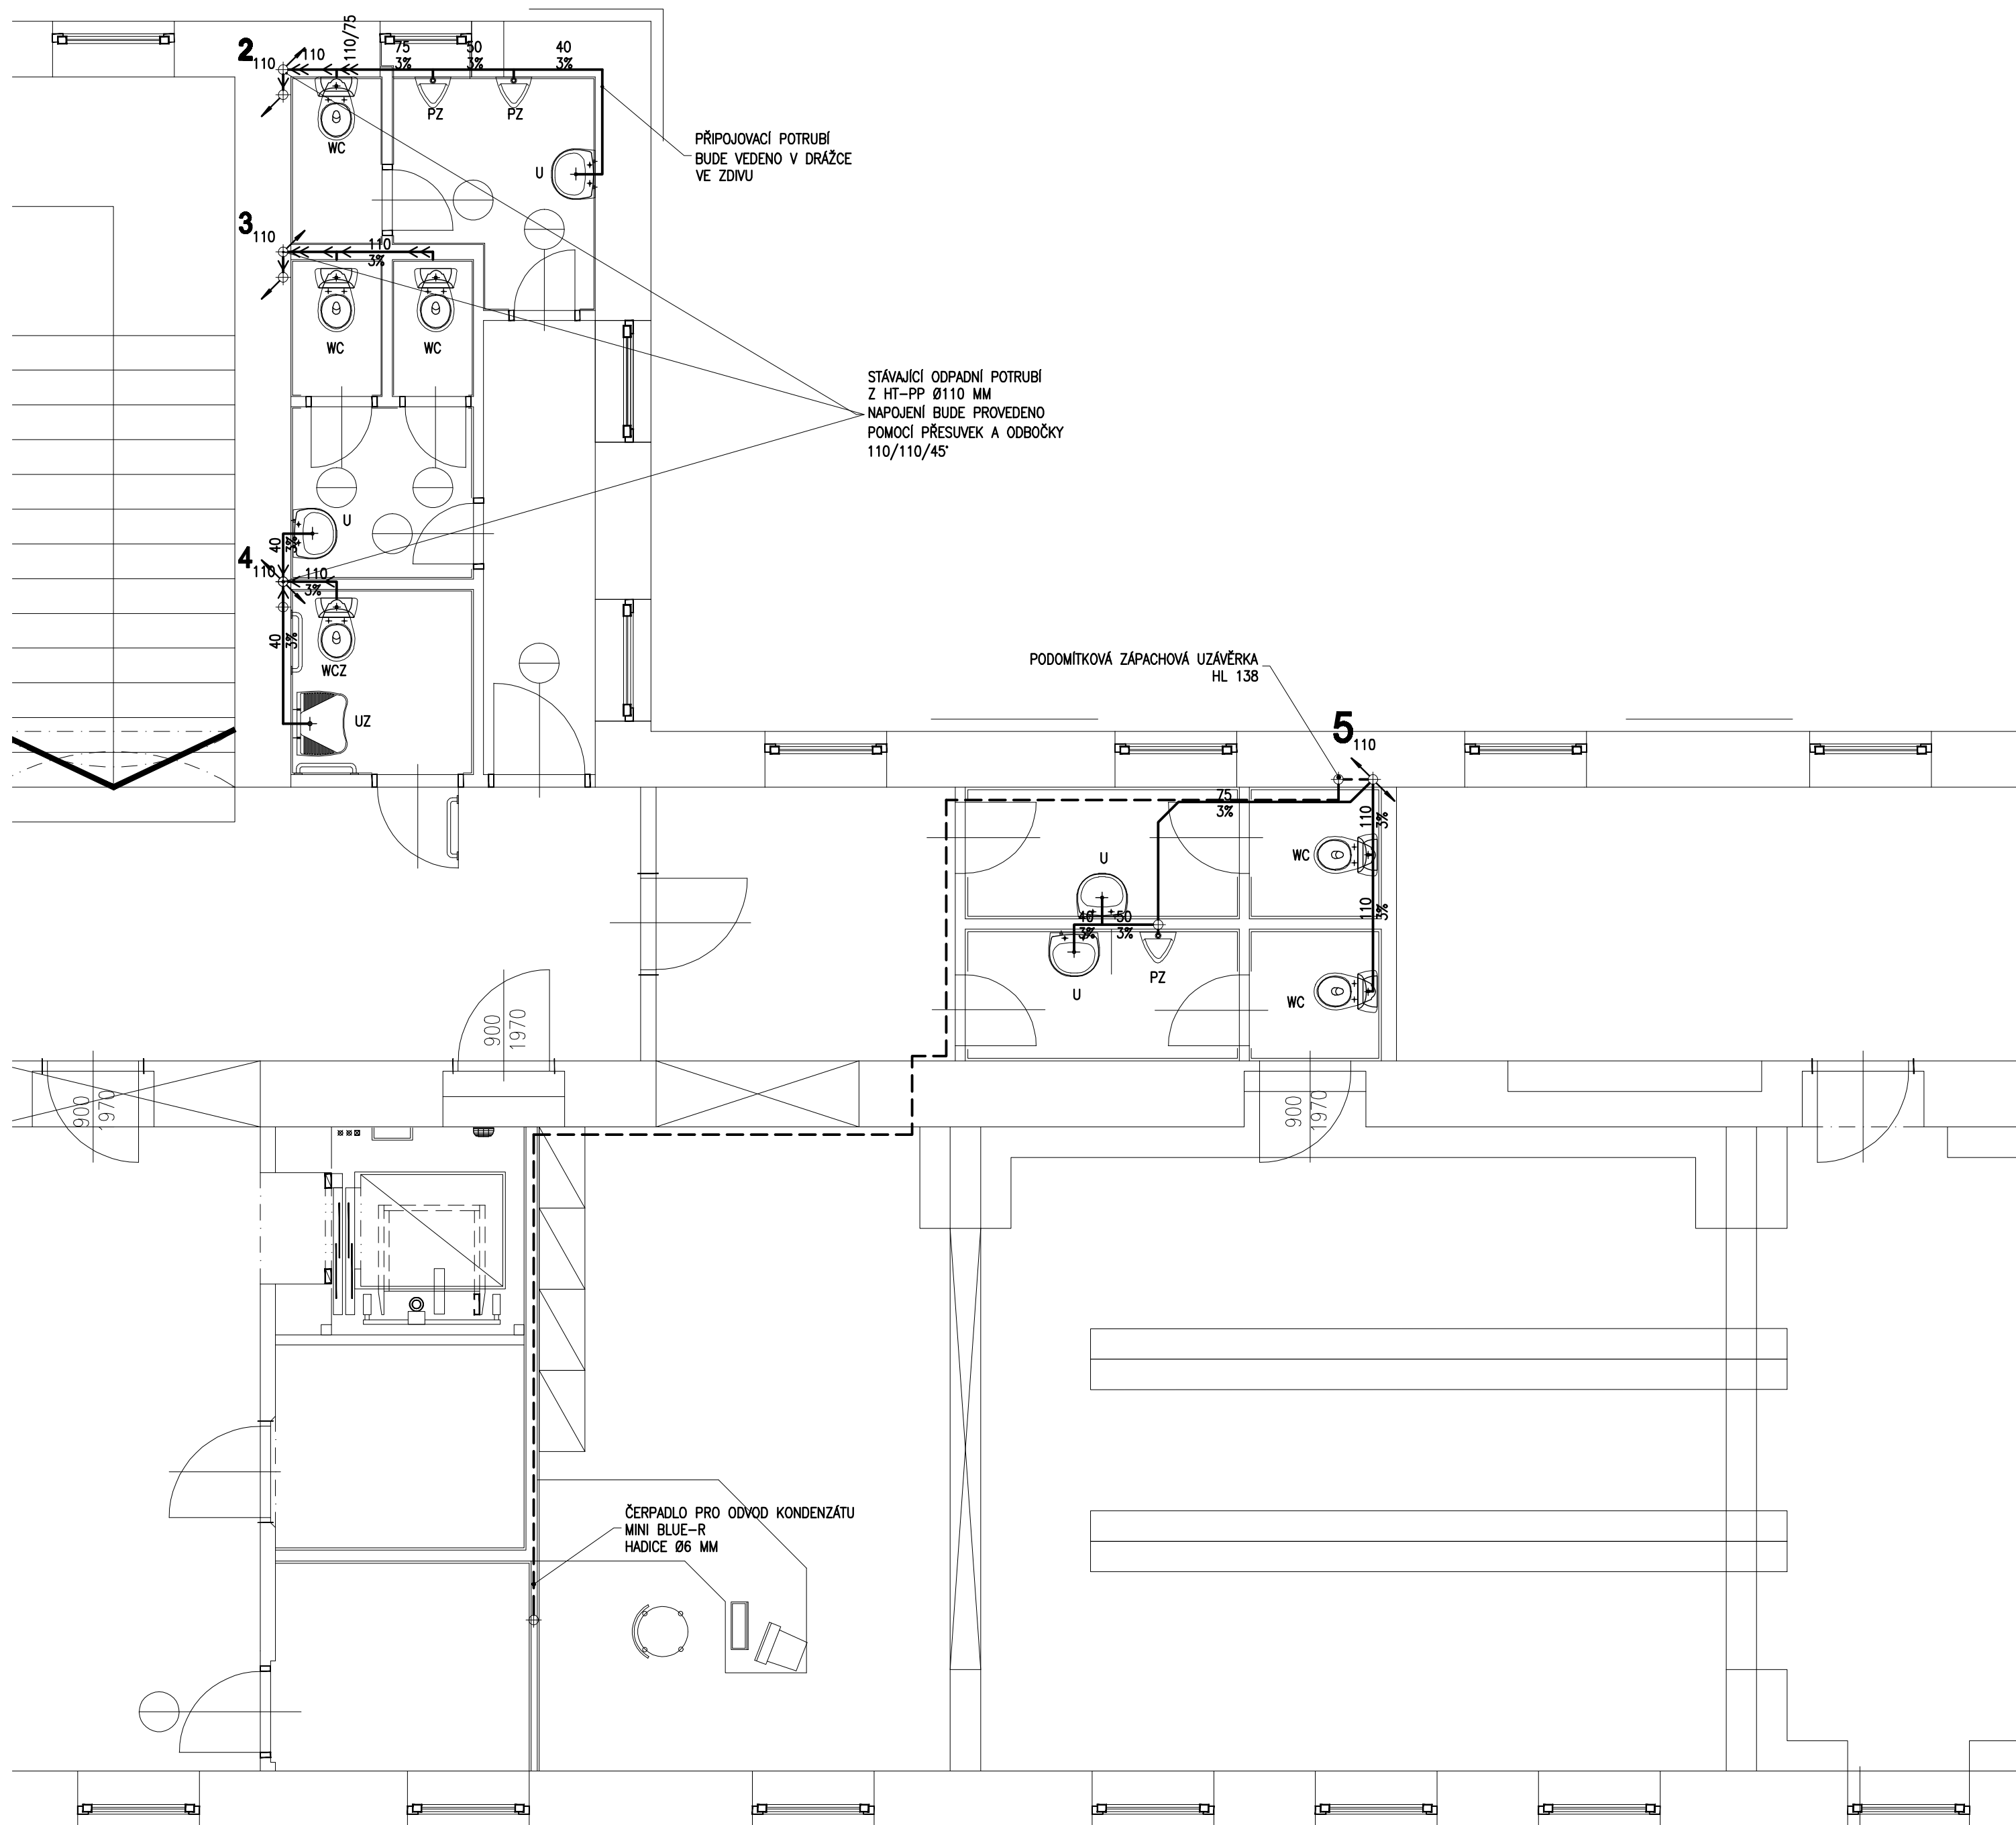 2
110
110
110/75
75
3%
50
3%
40
3%
PZ
PZ
WC
U
PŘIPOJOVACÍ POTRUBÍ
BUDE VEDENO V DRÁŽCE
VE ZDIVU
3
110
110
3%
WC
WC
STÁVAJÍCÍ ODPADNÍ POTRUBÍ
Z HT-PP Ø110 MM
NAPOJENÍ BUDE PROVEDENO
POMOCÍ PŘESUVEK A ODBOČKY
110/110/45°
U
40
3%
4
110
110
3%
40
3%
WCZ
UZ
PODOMÍTKOVÁ ZÁPACHOVÁ UZÁVĚRKA
HL 138
5
110
75
3%
110
3%
WC
U
110
3%
40
3%
50
3%
PZ
U
WC
900
1970
900
1970
900
1970
ČERPADLO PRO ODVOD KONDENZÁTU
MINI BLUE-R
HADICE Ø6 MM